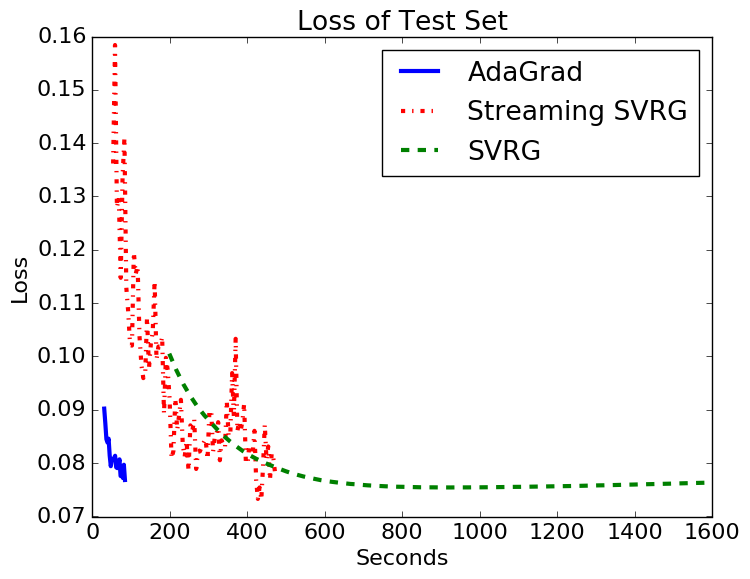 Loss of Test Set
0.16
0.15
0.14
0.13
0.12
0.11
0.10
0.09
0.08
0.07
Loss
AdaGrad
Streaming SVRG
SVRG
0 200 400 600 800 1000 1200 1400 1600
Seconds